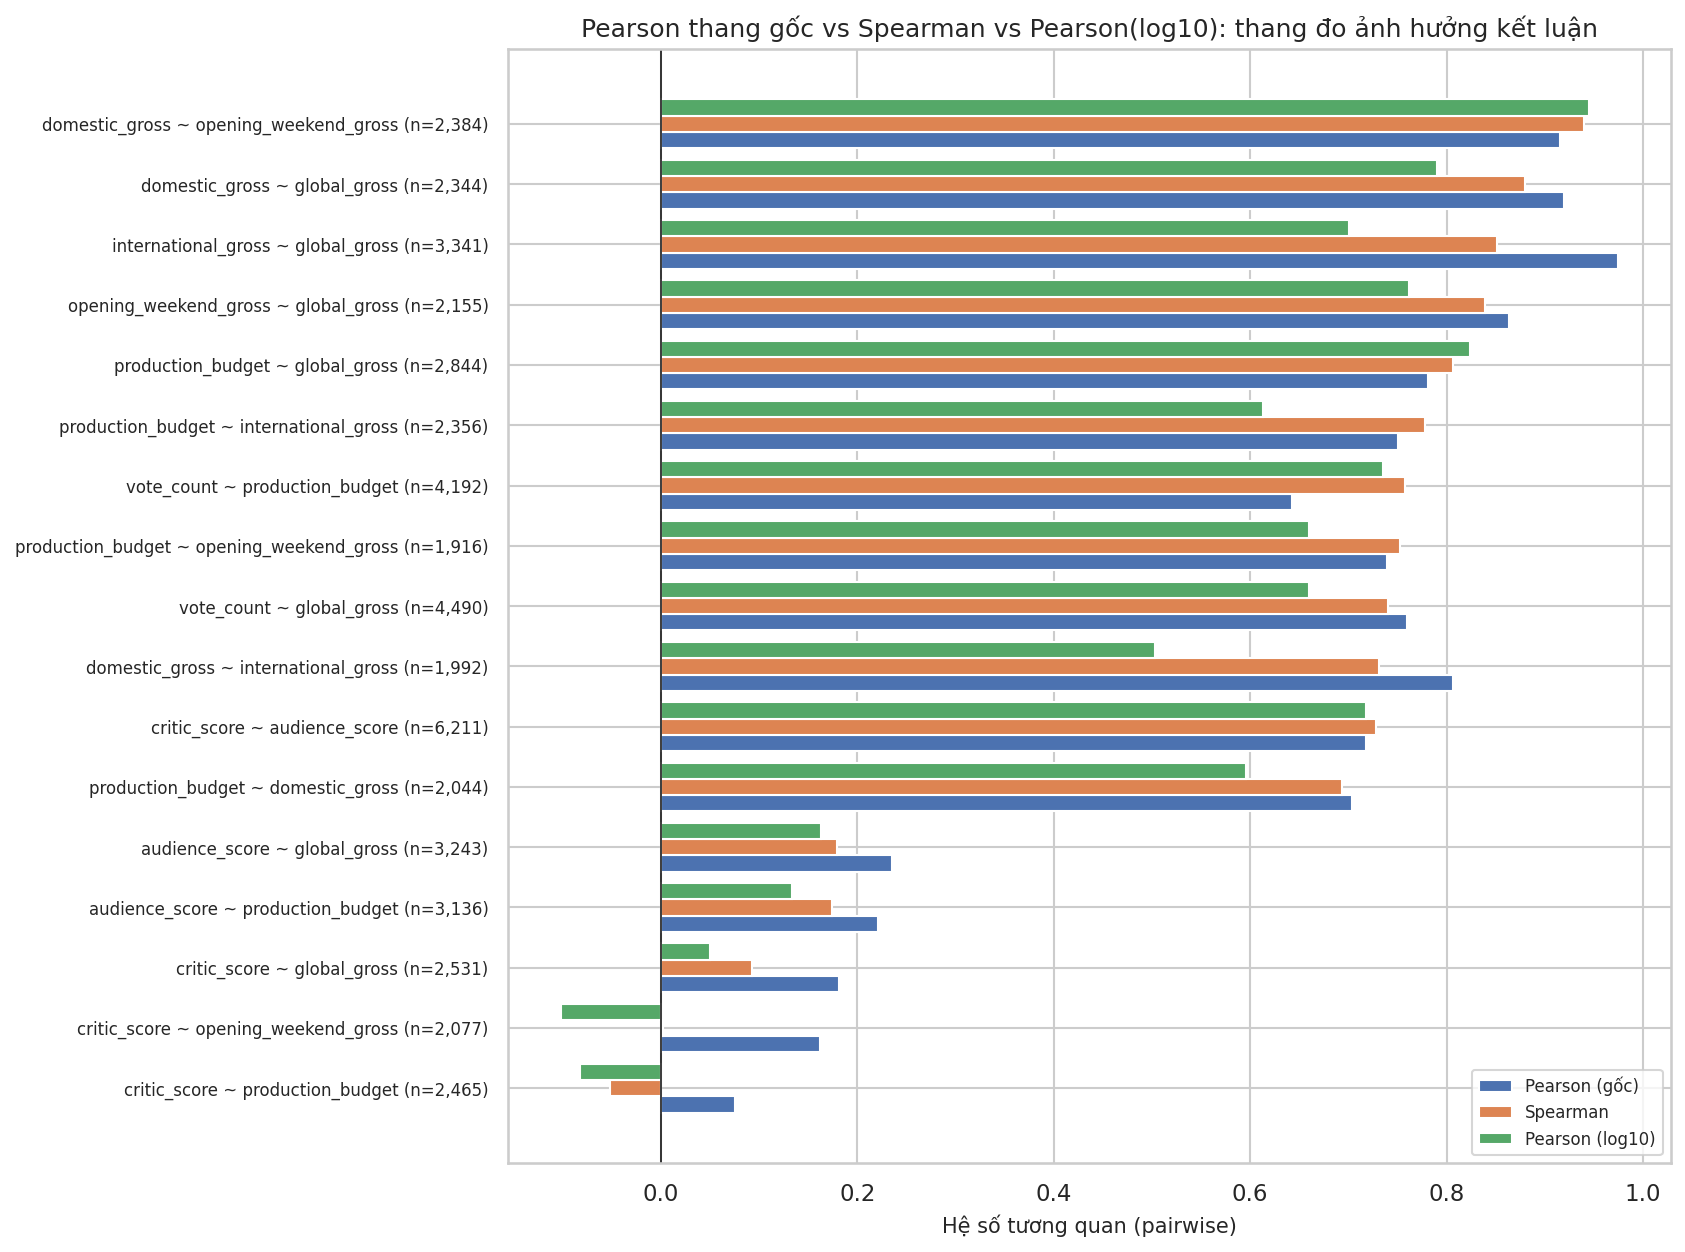 Pearson thang gốc vs Spearman vs Pearson(log10): thang đo ảnh hưởng kết luận
domestic_gross ~ opening_weekend_gross (n=2,384)
domestic_gross ~ global_gross (n=2,344)
international_gross ~ global_gross (n=3,341)
opening_weekend_gross ~ global_gross (n=2,155)
production_budget ~ global_gross (n=2,844)
production_budget ~ international_gross (n=2,356)
vote_count ~ production_budget (n=4,192)
production_budget ~ opening_weekend_gross (n=1,916)
vote_count ~ global_gross (n=4,490)
domestic_gross ~ international_gross (n=1,992)
critic_score ~ audience_score (n=6,211)
production_budget ~ domestic_gross (n=2,044)
audience_score ~ global_gross (n=3,243)
audience_score ~ production_budget (n=3,136)
critic_score ~ global_gross (n=2,531)
critic_score ~ opening_weekend_gross (n=2,077)
critic_score ~ production_budget (n=2,465)
Pearson (gốc)
Spearman
Pearson (log10)
0.0 0.2 0.4 0.6 0.8 1.0
Hệ số tương quan (pairwise)